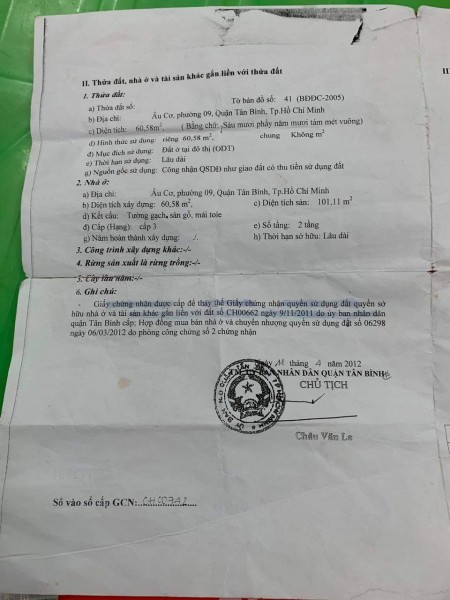 II. Thửa đất, nhà ở và tài sản khác gắn liền với thửa đất
1. Thửa đất:
a) Thửa đất số: Tờ bản đồ số: 41 (BĐĐC-2005)
b) Địa chỉ: Âu Cơ, phường 09, Quận Tân Bình, Tp.Hồ Chí Minh
c) Diện tích: 60,58m², ( Bằng chữ: Sáu mươi phẩy năm mươi tám mét vuông)
d) Hình thức sử dụng: riêng 60,58 m², chung Không m²
đ) Mục đích sử dụng: Đất ở tại đô thị (ODT)
e) Thời hạn sử dụng: Lâu dài
g) Nguồn gốc sử dụng: Công nhận QSDĐ như giao đất có thu tiền sử dụng đất
2. Nhà ở:
a) Địa chỉ: Âu Cơ, phường 09, Quận Tân Bình, Tp.Hồ Chí Minh
b) Diện tích xây dựng: 60,58 m², c) Diện tích sàn: 101,11 m²
d) Kết cấu: Tường gạch, sàn gỗ, mái tole
đ) Cấp (Hạng): cấp 3 e) Số tầng: 2 tầng
g) Năm hoàn thành xây dựng: ./. h) Thời hạn sở hữu: Lâu dài
3. Công trình xây dựng khác:-/-
4. Rừng sản xuất là rừng trồng:-/-
5. Cây lâu năm:-/-
6. Ghi chú:
- Giấy chứng nhận được cấp để thay thế Giấy chứng nhận quyền sử dụng đất quyền sở
hữu nhà ở và tài sản khác gắn liền với đất số CH00662 ngày 9/11/2011 do ủy ban nhân dân
quận Tân Bình cấp; Hợp đồng mua bán nhà ở và chuyển nhượng quyền sử dụng đất số 06298
ngày 06/03/2012 do phòng công chứng số 2 chứng nhận
Ngày 11 tháng 4 năm 2012
BAN NHÂN DÂN QUẬN TÂN BÌNH
CHỦ TỊCH
Châu Văn La
Số vào sổ cấp GCN: